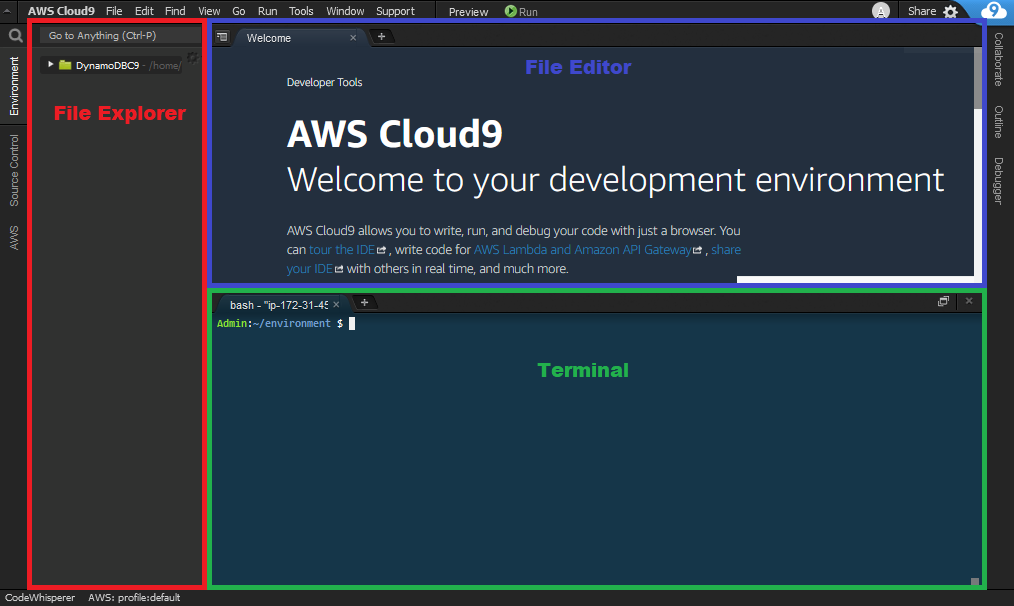 AWS Cloud9 File Edit Find View Go Run Tools Window Support Preview Run A Share 9
Go to Anything (Ctrl-P)
DynamoDBC9 - /home/
Environment
Source Control
AWS
File Explorer
Welcome
File Editor
Developer Tools
AWS Cloud9
Welcome to your development environment
AWS Cloud9 allows you to write, run, and debug your code with just a browser. You
can tour the IDE , write code for AWS Lambda and Amazon API Gateway , share
your IDE with others in real time, and much more.
Collaborate
Outline
Debugger
bash - "ip-172-31-45
Admin:~/environment $
Terminal
CodeWhisperer AWS: profile:default